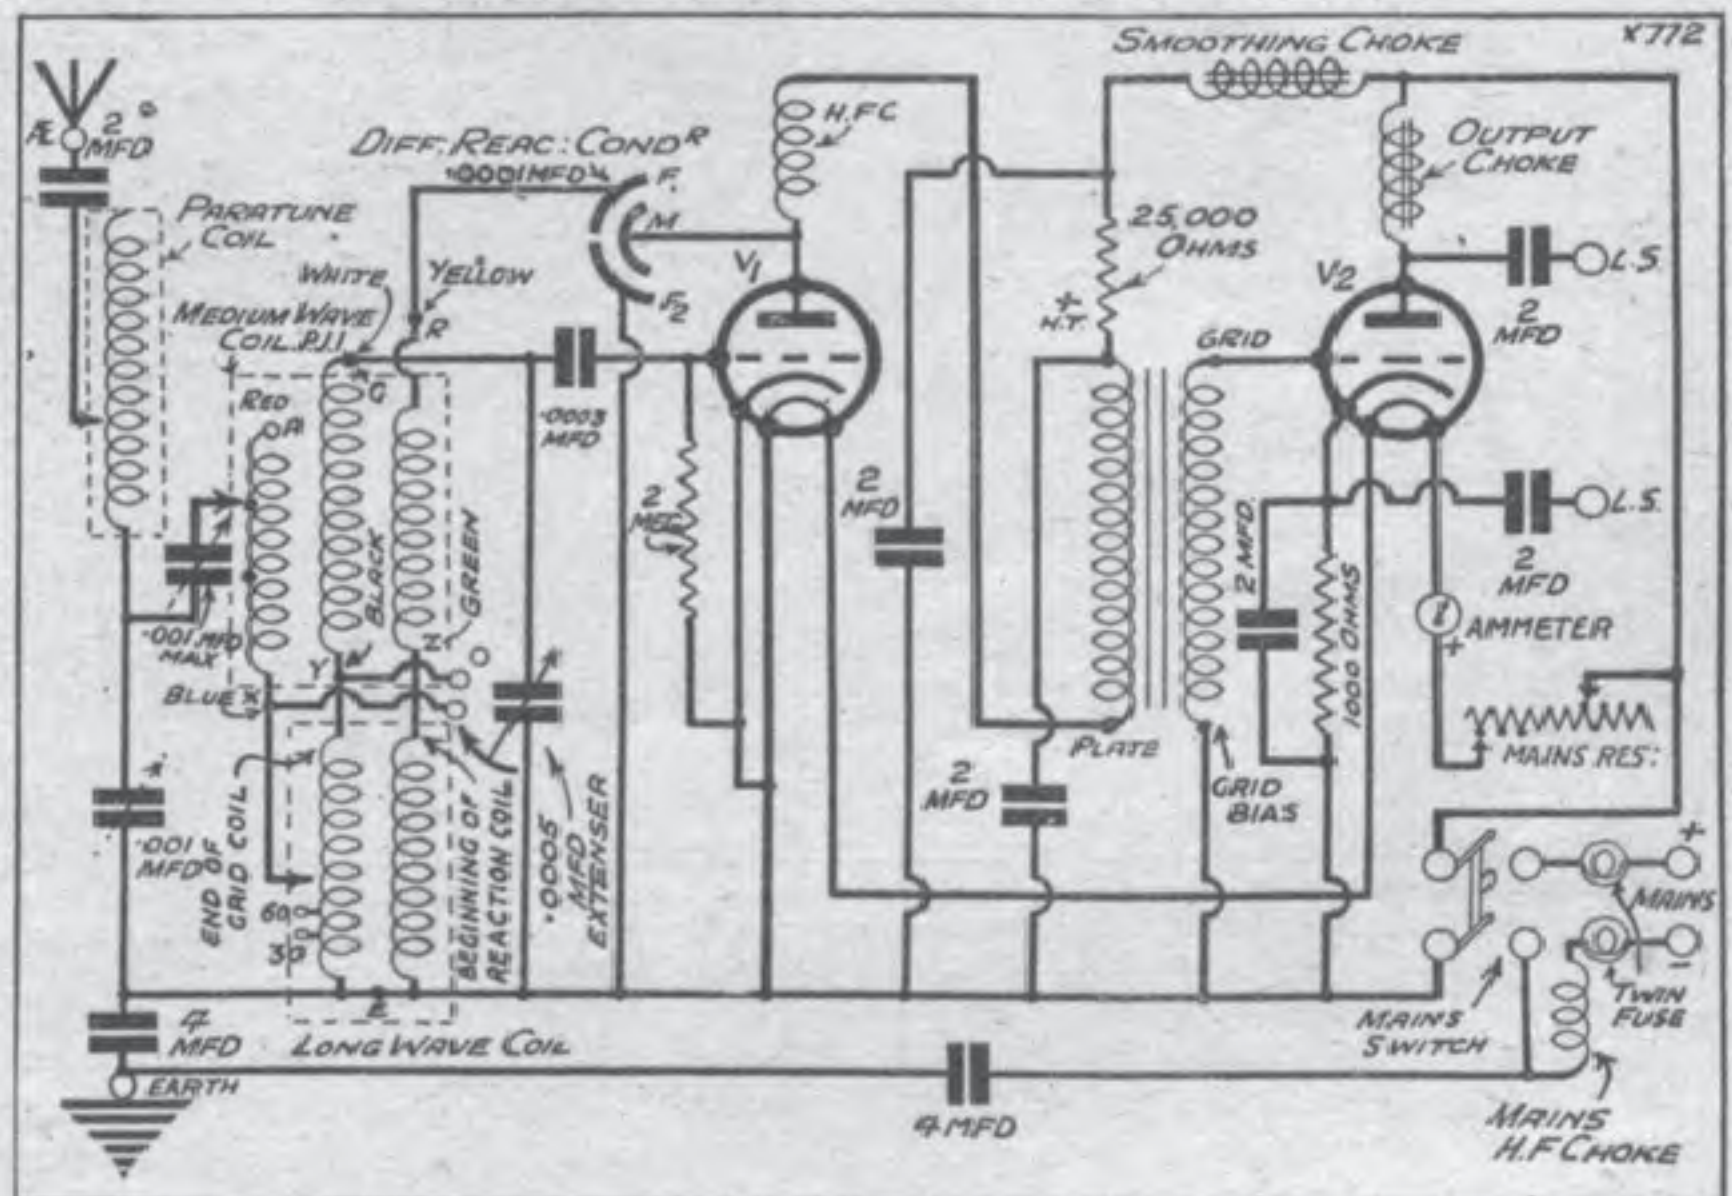 SMOOTHING CHOKE
X772
Æ
2
MFD
DIFF: REAC: CONDR
.0001 MFD
F.
M
F2
H.F.C
OUTPUT
CHOKE
PARATUNE
COIL
25,000
OHMS
WHITE
YELLOW
V1
V2
L.S.
MEDIUM WAVE
COIL. P.J.1
R
+
H.T.
2
MFD
GRID
RED
A
G
.0003
MFD
2
MEG
2
MFD
2 MFD.
1000 OHMS
L.S.
2
MFD
BLACK
GREEN
.001 MFD
MAX
Y
Z
BLUE X
AMMETER
+
PLATE
MAINS RES:
.001
MFD
END OF
GRID COIL
60
30
BEGINNING OF
REACTION COIL
.0005
MFD
EXTENSER
2
MFD
GRID
BIAS
+
MAINS
-
TWIN
FUSE
E
4
MFD
LONG WAVE COIL
MAINS
SWITCH
EARTH
4 MFD
MAINS
H.F CHOKE